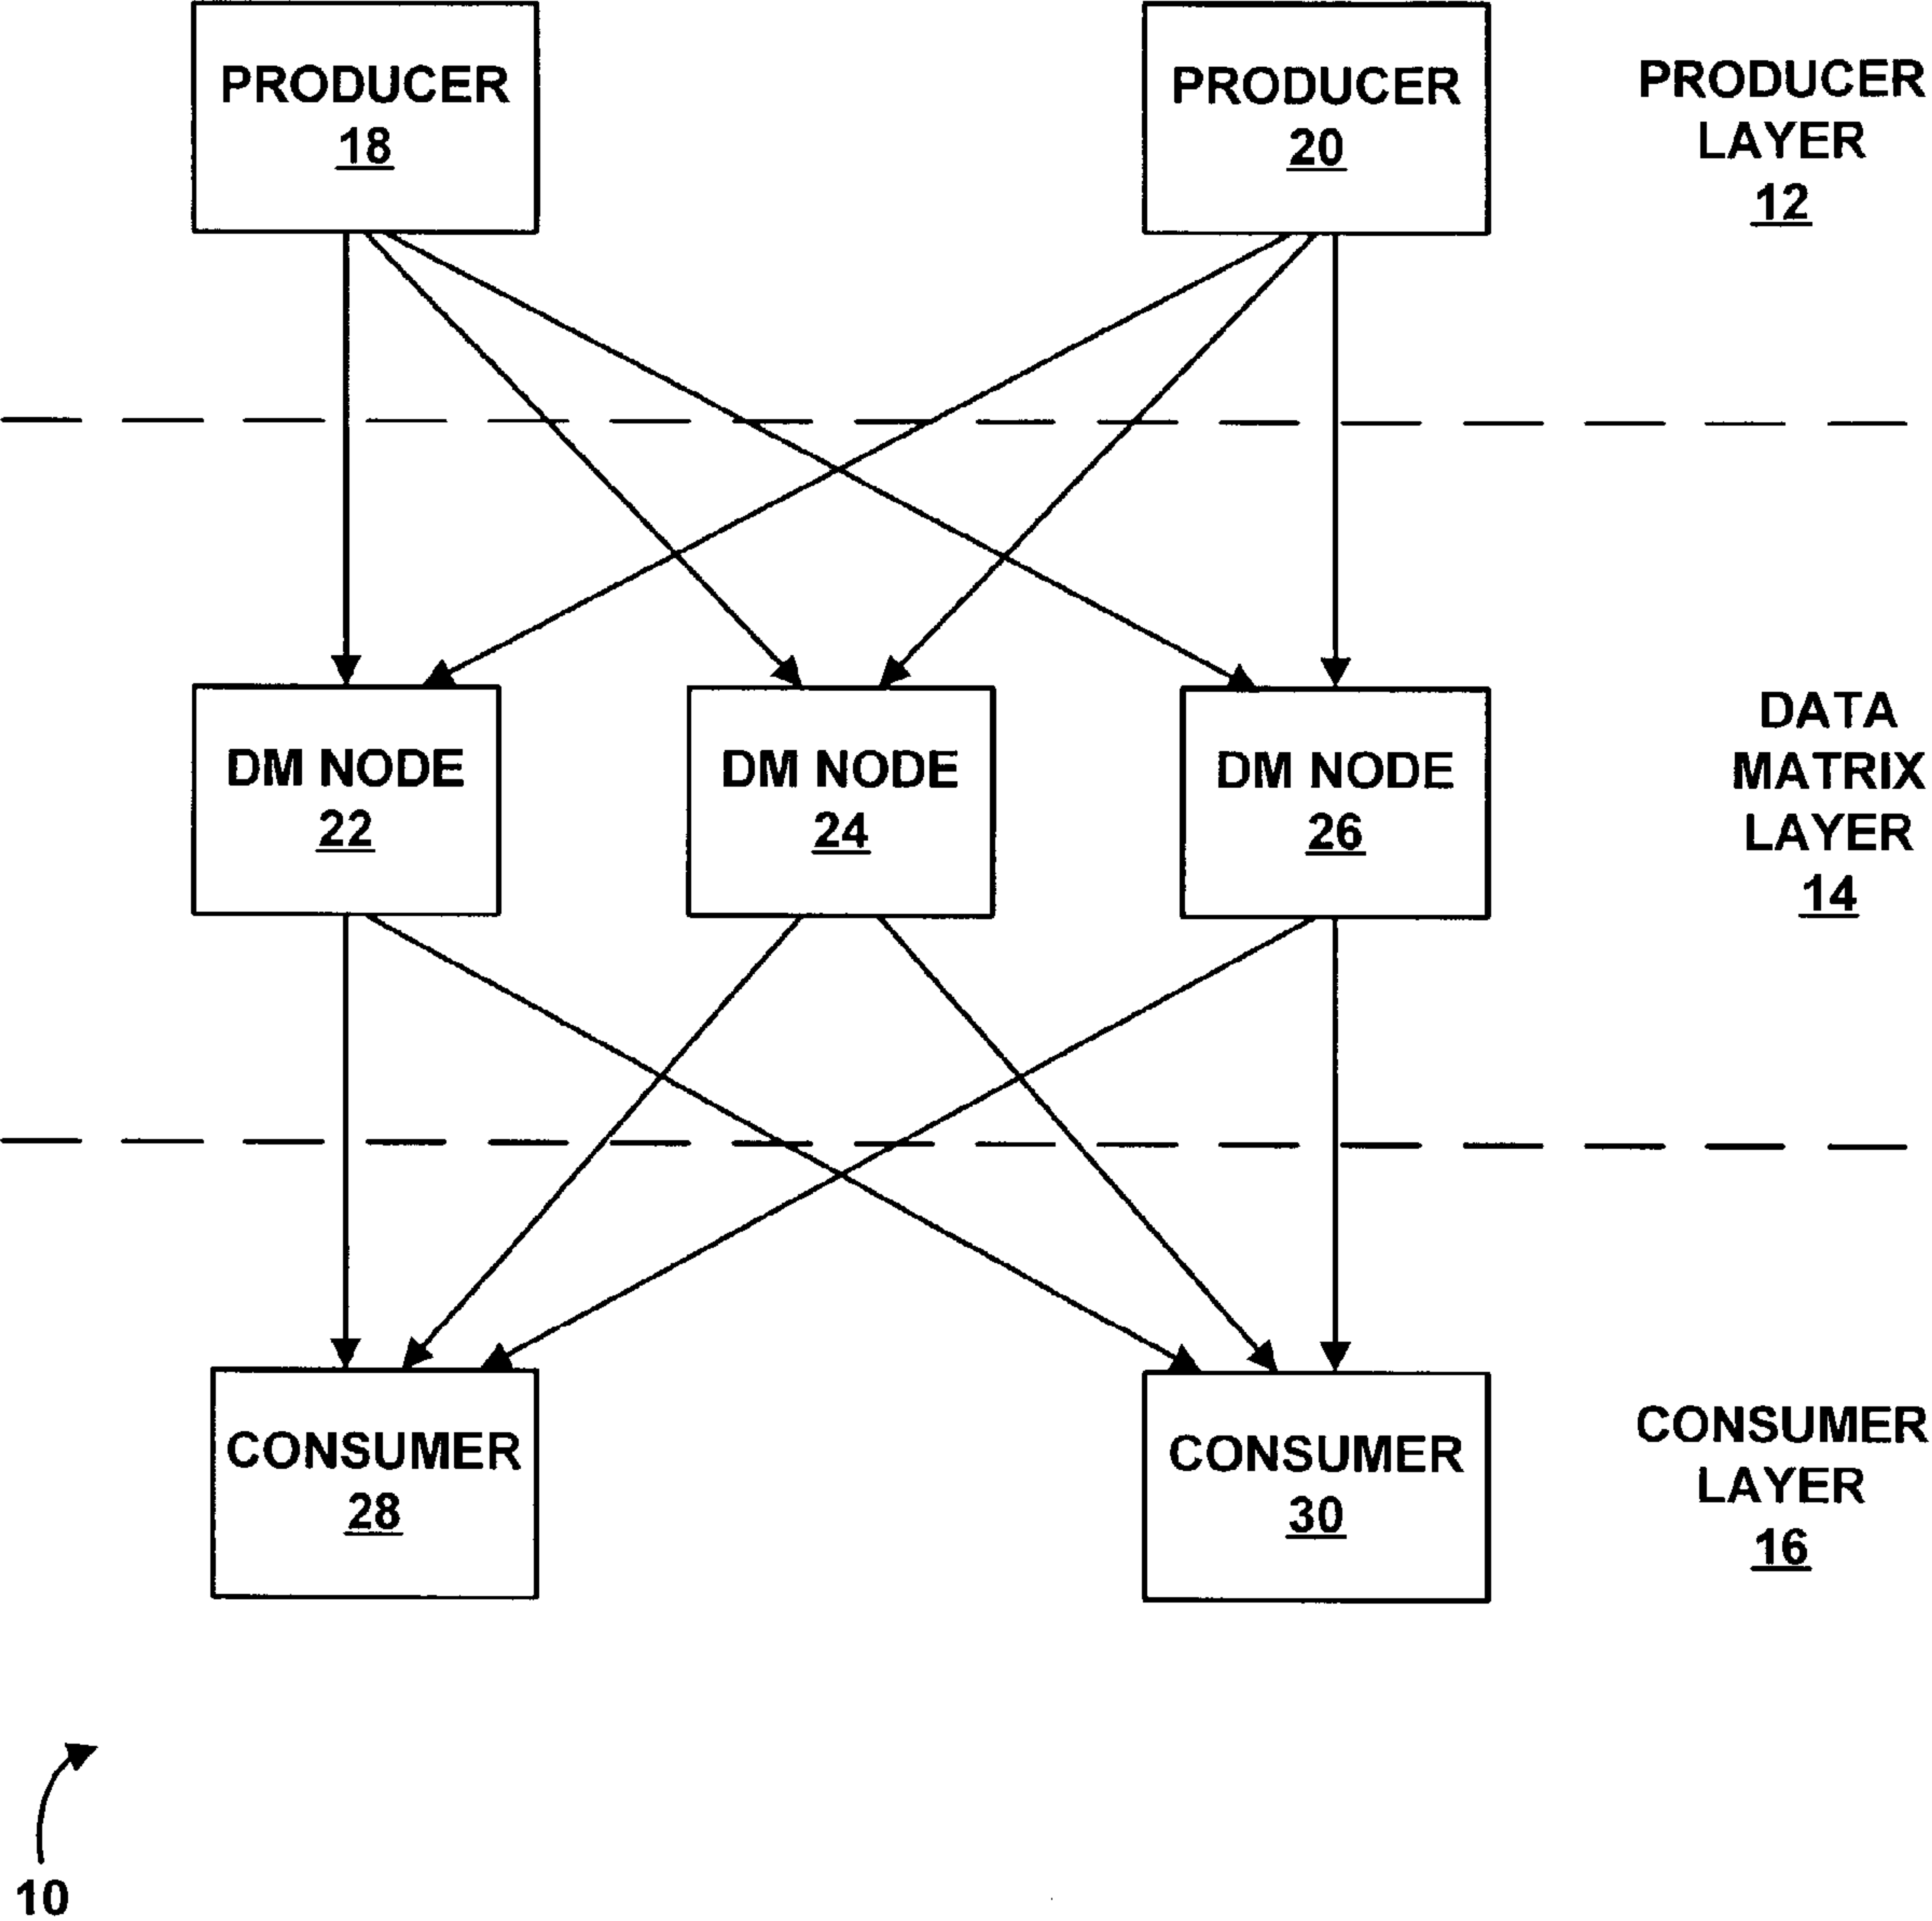 PRODUCER
18
PRODUCER
20
PRODUCER
LAYER
12
DM NODE
22
DM NODE
24
DM NODE
26
DATA
MATRIX
LAYER
14
CONSUMER
28
CONSUMER
30
CONSUMER
LAYER
16
10